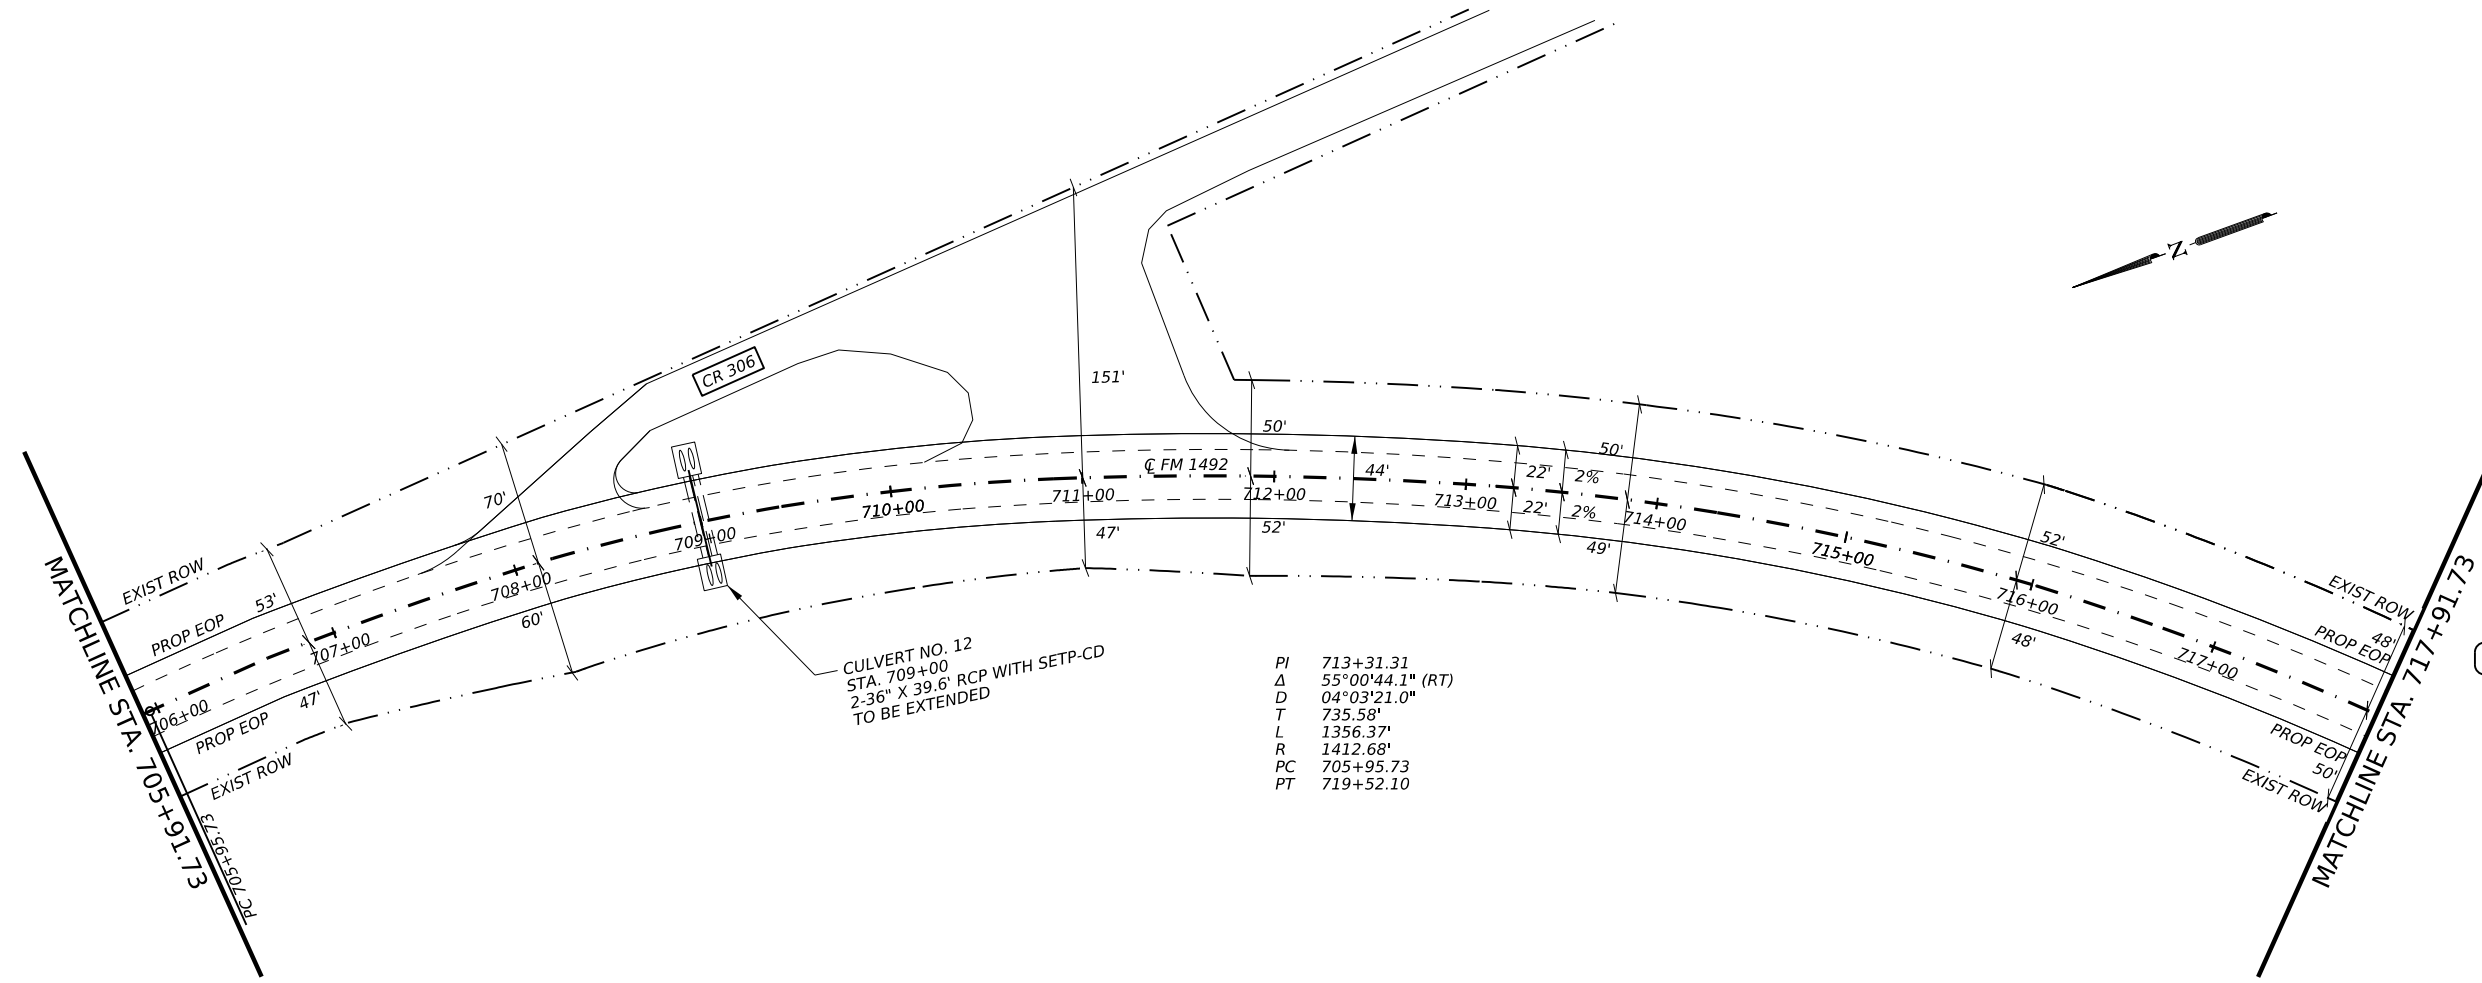 N
CR 306
151'
70'
53'
EXIST ROW
PROP EOP
MATCHLINE STA. 705+91.73
706+00
707+00
708+00
709+00
710+00
711+00
712+00
713+00
714+00
715+00
716+00
717+00
℄ FM 1492
50'
44'
22'
2%
50'
22'
2%
52'
47'
52'
49'
48'
60'
47'
PROP EOP
EXIST ROW
PC 705+95.73
EXIST ROW
48'
PROP EOP
MATCHLINE STA. 717+91.73
PROP EOP
50'
EXIST ROW
CULVERT NO. 12
STA. 709+00
2-36" X 39.6' RCP WITH SETP-CD
TO BE EXTENDED
PI 713+31.31
Δ 55°00'44.1" (RT)
D 04°03'21.0"
T 735.58'
L 1356.37'
R 1412.68'
PC 705+95.73
PT 719+52.10